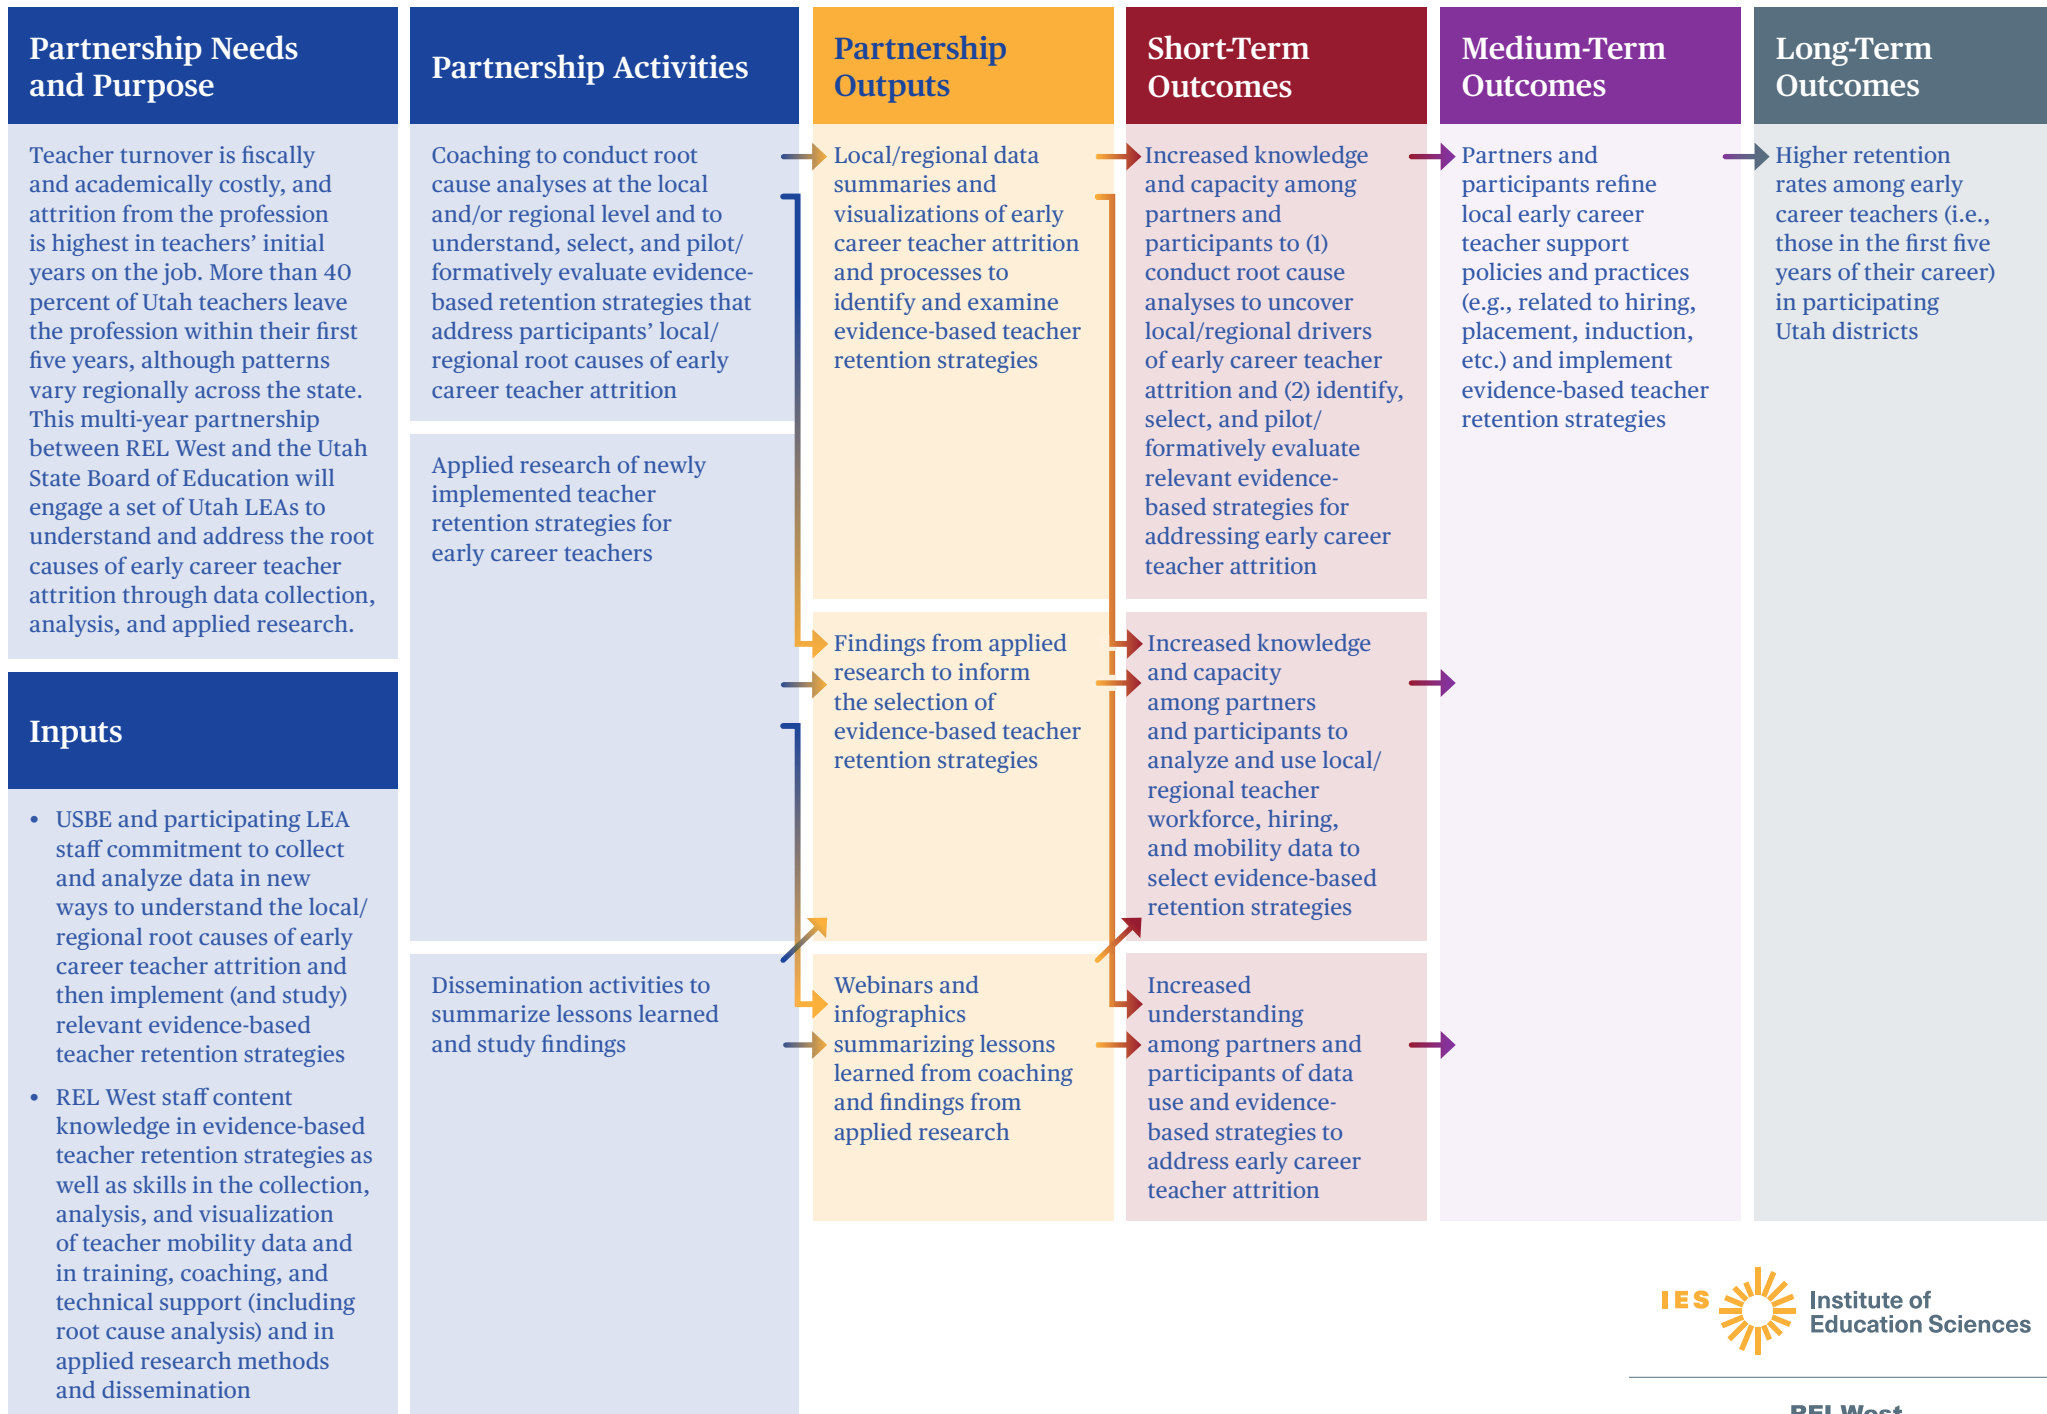 Partnership Needs
and Purpose
Teacher turnover is fiscally
and academically costly, and
attrition from the profession
is highest in teachers’ initial
years on the job. More than 40
percent of Utah teachers leave
the profession within their first
five years, although patterns
vary regionally across the state.
This multi-year partnership
between REL West and the Utah
State Board of Education will
engage a set of Utah LEAs to
understand and address the root
causes of early career teacher
attrition through data collection,
analysis, and applied research.
Inputs
• USBE and participating LEA
staff commitment to collect
and analyze data in new
ways to understand the local/
regional root causes of early
career teacher attrition and
then implement (and study)
relevant evidence-based
teacher retention strategies
• REL West staff content
knowledge in evidence-based
teacher retention strategies as
well as skills in the collection,
analysis, and visualization
of teacher mobility data and
in training, coaching, and
technical support (including
root cause analysis) and in
applied research methods
and dissemination
Partnership Activities
Coaching to conduct root
cause analyses at the local
and/or regional level and to
understand, select, and pilot/
formatively evaluate evidence-
based retention strategies that
address participants’ local/
regional root causes of early
career teacher attrition
Applied research of newly
implemented teacher
retention strategies for
early career teachers
Dissemination activities to
summarize lessons learned
and study findings
Partnership
Outputs
Local/regional data
summaries and
visualizations of early
career teacher attrition
and processes to
identify and examine
evidence-based teacher
retention strategies
Findings from applied
research to inform
the selection of
evidence-based teacher
retention strategies
Webinars and
infographics
summarizing lessons
learned from coaching
and findings from
applied research
Short-Term
Outcomes
Increased knowledge
and capacity among
partners and
participants to (1)
conduct root cause
analyses to uncover
local/regional drivers
of early career teacher
attrition and (2) identify,
select, and pilot/
formatively evaluate
relevant evidence-
based strategies for
addressing early career
teacher attrition
Increased knowledge
and capacity
among partners
and participants to
analyze and use local/
regional teacher
workforce, hiring,
and mobility data to
select evidence-based
retention strategies
Increased
understanding
among partners and
participants of data
use and evidence-
based strategies to
address early career
teacher attrition
Medium-Term
Outcomes
Partners and
participants refine
local early career
teacher support
policies and practices
(e.g., related to hiring,
placement, induction,
etc.) and implement
evidence-based teacher
retention strategies
Long-Term
Outcomes
Higher retention
rates among early
career teachers (i.e.,
those in the first five
years of their career)
in participating
Utah districts
IES
Institute of
Education Sciences
REL West